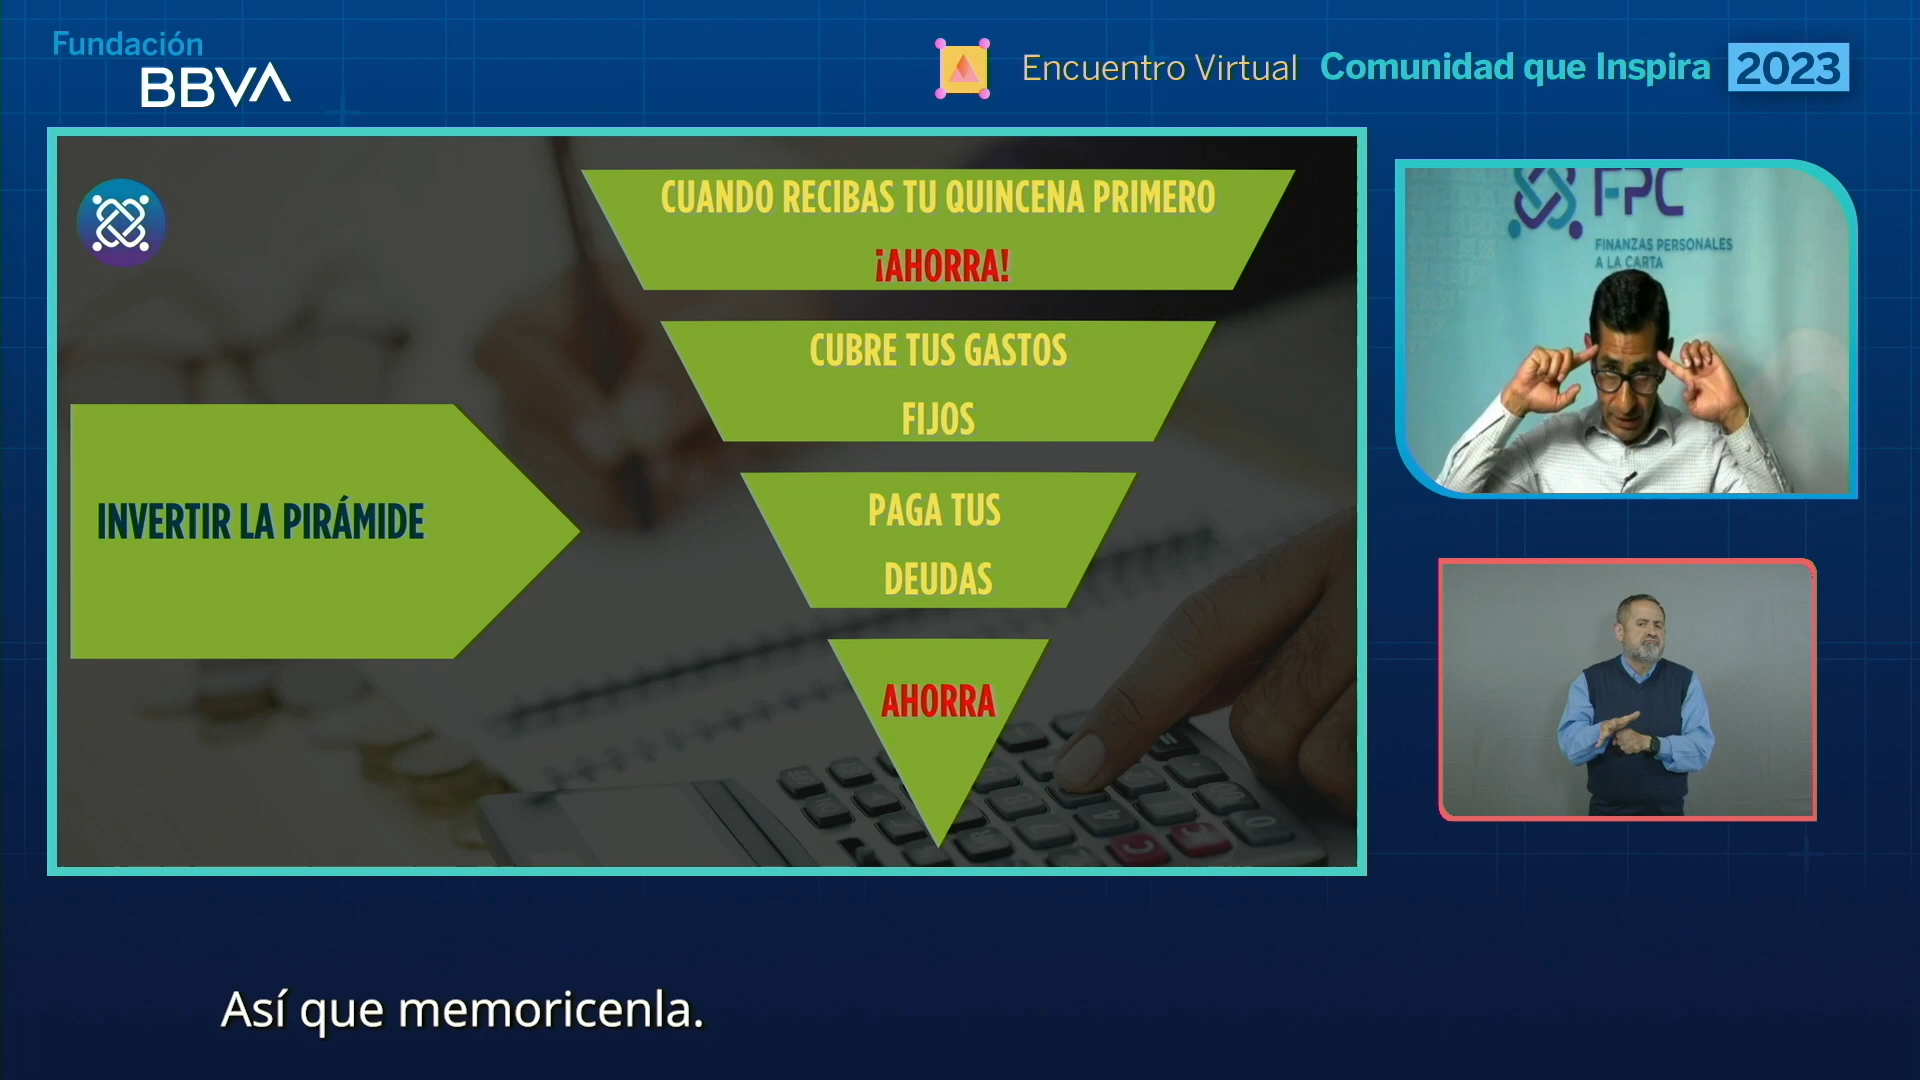 Fundación
BBVA
Encuentro Virtual Comunidad que Inspira 2023
CUANDO RECIBAS TU QUINCENA PRIMERO
¡AHORRA!
CUBRE TUS GASTOS
FIJOS
INVERTIR LA PIRÁMIDE
PAGA TUS
DEUDAS
AHORRA
FPC
FINANZAS PERSONALES
A LA CARTA
Así que memoricenla.